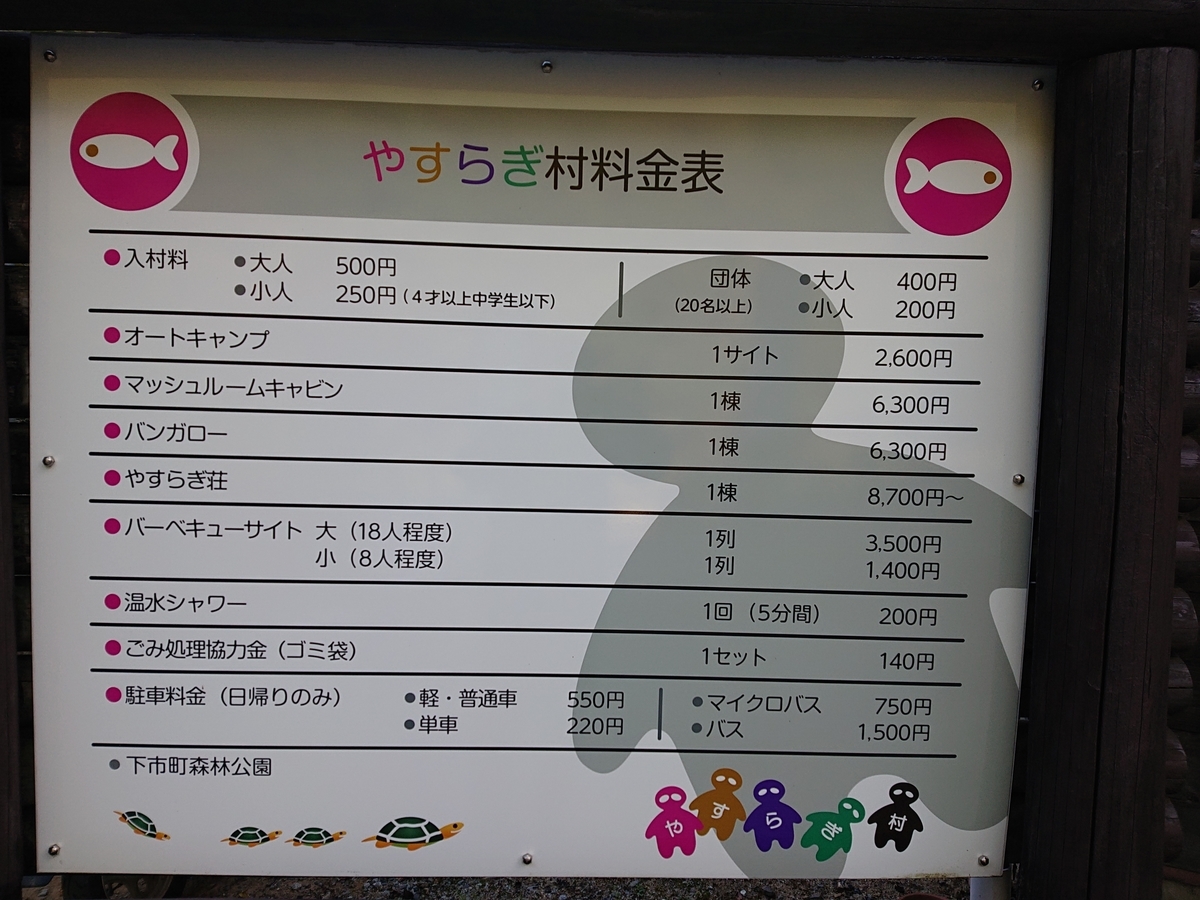 やすらぎ村料金表
●入村料 ●大人 500円 団体 ●大人 400円
●小人 250円(4才以上中学生以下) (20名以上) ●小人 200円
●オートキャンプ 1サイト 2,600円
●マッシュルームキャビン 1棟 6,300円
●バンガロー 1棟 6,300円
●やすらぎ荘 1棟 8,700円～
●バーベキューサイト 大（18人程度） 1列 3,500円
小（8人程度） 1列 1,400円
●温水シャワー 1回（5分間） 200円
●ごみ処理協力金（ゴミ袋） 1セット 140円
●駐車料金（日帰りのみ） ●軽・普通車 550円 ●マイクロバス 750円
●単車 220円 ●バス 1,500円
●下市町森林公園
やすらぎ村